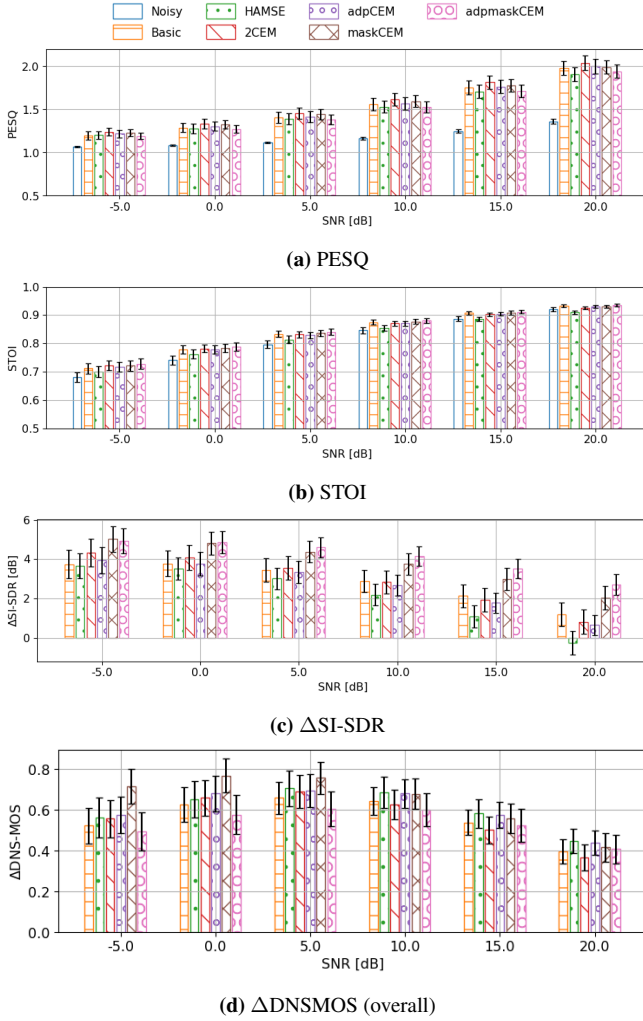 Noisy HAMSE adpCEM adpmaskCEM
Basic 2CEM maskCEM
PESQ
2.0
1.5
1.0
0.5
-5.0 0.0 5.0 10.0 15.0 20.0
SNR [dB]
(a) PESQ
STOI
1.0
0.9
0.8
0.7
0.6
0.5
-5.0 0.0 5.0 10.0 15.0 20.0
SNR [dB]
(b) STOI
ΔSI-SDR [dB]
6
4
2
0
-5.0 0.0 5.0 10.0 15.0 20.0
SNR [dB]
(c) ΔSI-SDR
ΔDNS-MOS
0.8
0.6
0.4
0.2
0.0
-5.0 0.0 5.0 10.0 15.0 20.0
SNR [dB]
(d) ΔDNSMOS (overall)